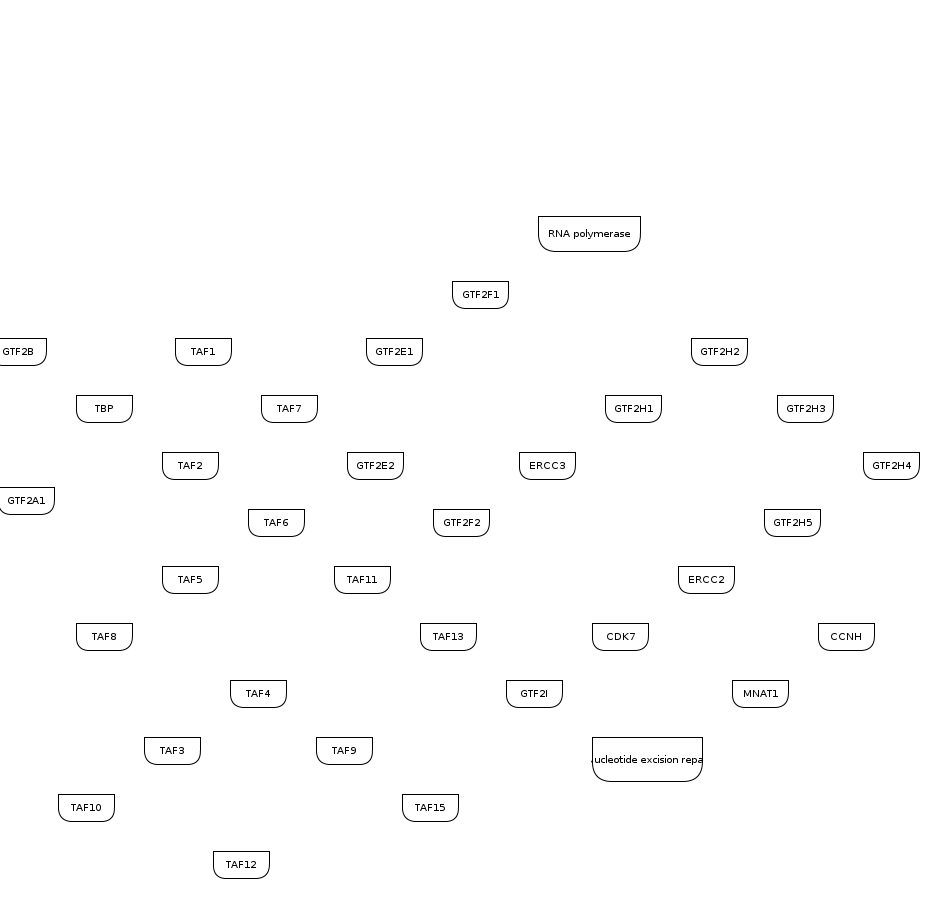 RNA polymerase
GTF2F1
GTF2B
TAF1
GTF2E1
GTF2H2
TBP
TAF7
GTF2H1
GTF2H3
TAF2
GTF2E2
ERCC3
GTF2H4
GTF2A1
TAF6
GTF2F2
GTF2H5
TAF5
TAF11
ERCC2
TAF8
TAF13
CDK7
CCNH
TAF4
GTF2I
MNAT1
TAF3
TAF9
ucleotide excision repa
TAF10
TAF15
TAF12